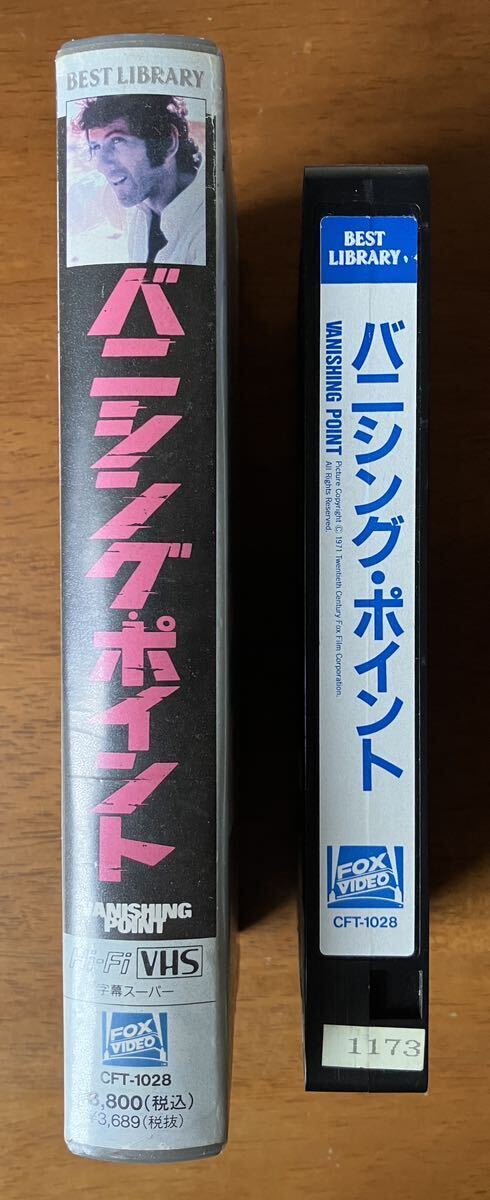 BEST LIBRARY
バニシング・ポイント
VANISHING
POINT
Hi-Fi VHS
字幕スーパー
FOX
VIDEO
CFT-1028
¥3,800(税込)
¥3,689(税抜)
BEST
LIBRARY
バニシング・ポイント
VANISHING POINT
Picture Copyright © 1971 Twentieth Century Fox Film Corporation.
All Rights Reserved.
FOX
VIDEO
CFT-1028
1173